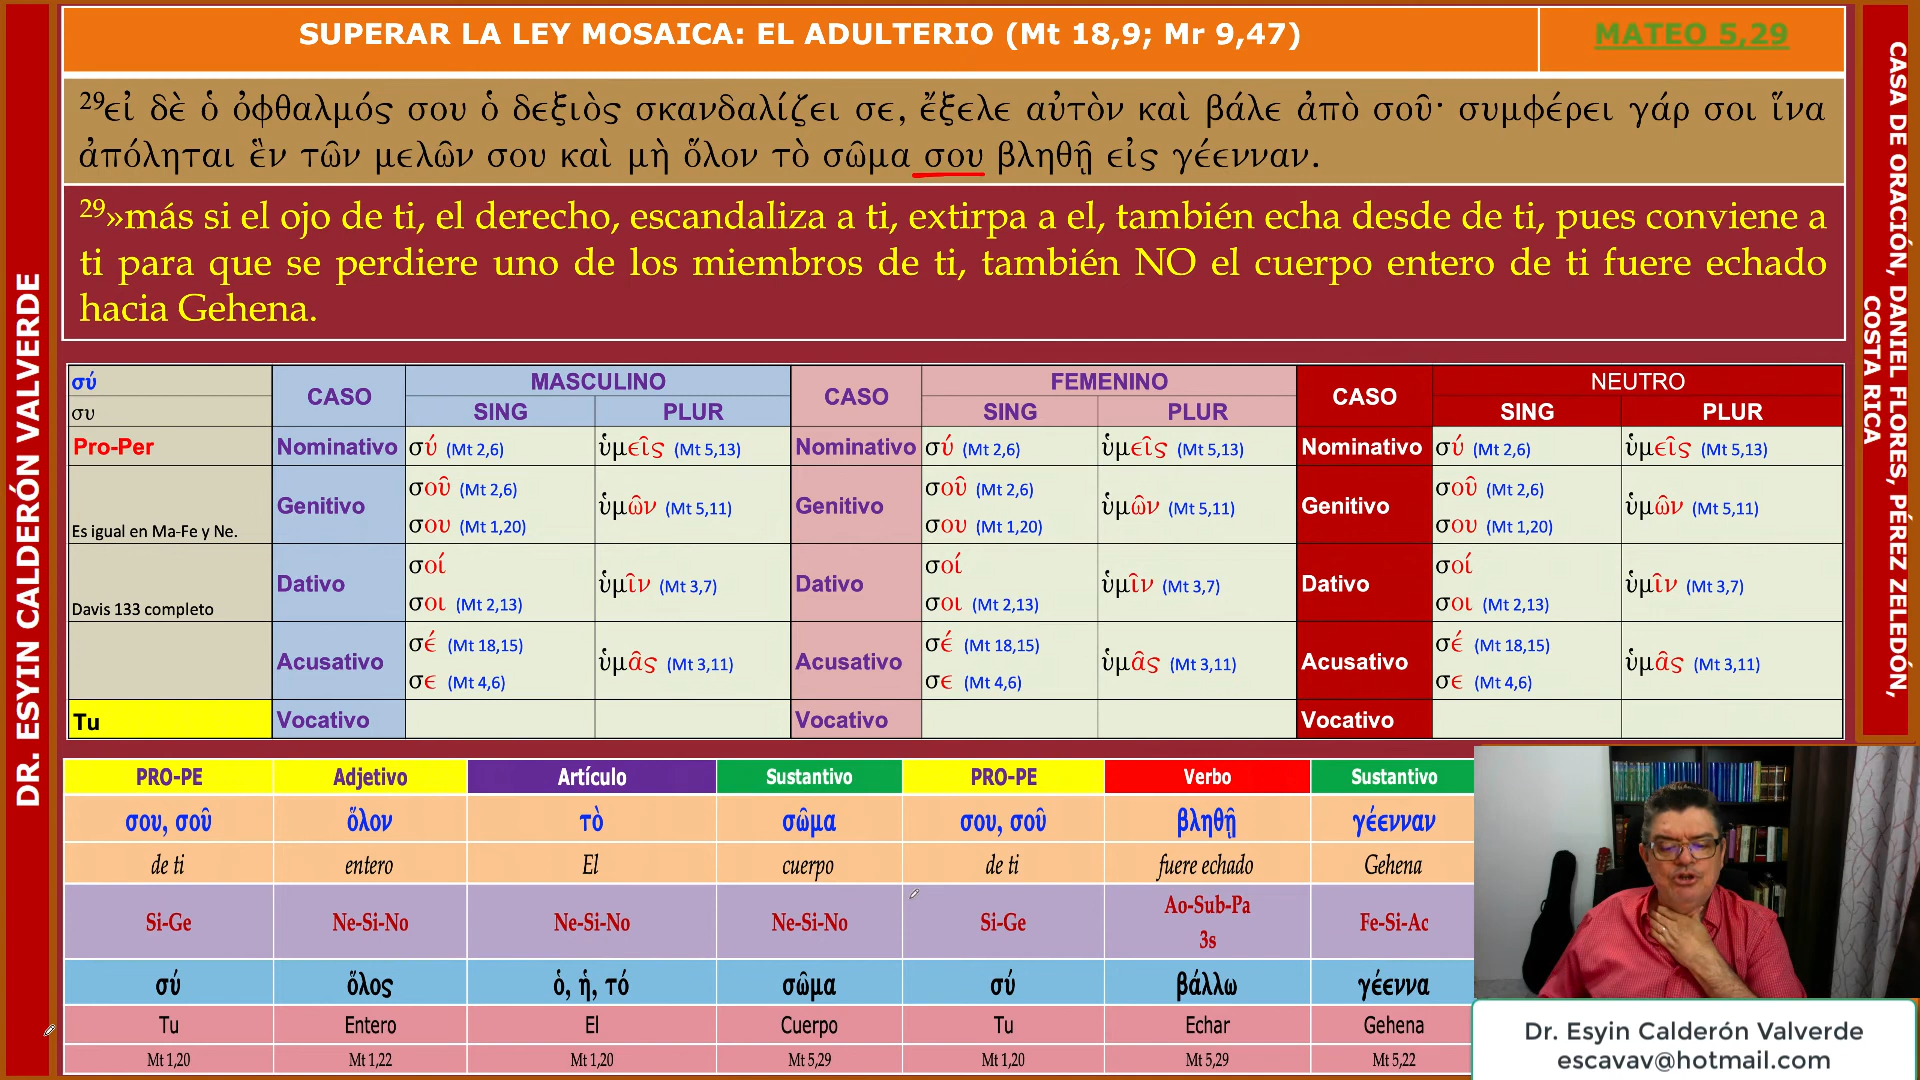 SUPERAR LA LEY MOSAICA: EL ADULTERIO (Mt 18,9; Mr 9,47)
MATEO 5,29
DR. ESYIN CALDERÓN VALVERDE
CASA DE ORACIÓN, DANIEL FLORES, PÉREZ ZELEDÓN,
COSTA RICA
29εἰ δὲ ὁ ὀφθαλμός σου ὁ δεξιὸς σκανδαλίζει σε, ἔξελε αὐτὸν καὶ βάλε ἀπὸ σοῦ· συμφέρει γάρ σοι ἵνα
ἀπόληται ἓν τῶν μελῶν σου καὶ μὴ ὅλον τὸ σῶμα σου βληθῇ εἰς γέενναν.
29»más si el ojo de ti, el derecho, escandaliza a ti, extirpa a el, también echa desde de ti, pues conviene a
ti para que se perdiere uno de los miembros de ti, también NO el cuerpo entero de ti fuere echado
hacia Gehena.
σύ CASO MASCULINO CASO FEMENINO CASO NEUTRO
συ SING PLUR SING PLUR SING PLUR
Pro-Per Nominativo σύ (Mt 2,6) ὑμεῖς (Mt 5,13) Nominativo σύ (Mt 2,6) ὑμεῖς (Mt 5,13) Nominativo σύ (Mt 2,6) ὑμεῖς (Mt 5,13)
Es igual en Ma-Fe y Ne. Genitivo σοῦ (Mt 2,6) σου (Mt 1,20) ὑμῶν (Mt 5,11) Genitivo σοῦ (Mt 2,6) σου (Mt 1,20) ὑμῶν (Mt 5,11) Genitivo σοῦ (Mt 2,6) σου (Mt 1,20) ὑμῶν (Mt 5,11)
Davis 133 completo Dativo σοί σοι (Mt 2,13) ὑμῖν (Mt 3,7) Dativo σοί σοι (Mt 2,13) ὑμῖν (Mt 3,7) Dativo σοί σοι (Mt 2,13) ὑμῖν (Mt 3,7)
Acusativo σέ (Mt 18,15) σε (Mt 4,6) ὑμᾶς (Mt 3,11) Acusativo σέ (Mt 18,15) σε (Mt 4,6) ὑμᾶς (Mt 3,11) Acusativo σέ (Mt 18,15) σε (Mt 4,6) ὑμᾶς (Mt 3,11)
Tu Vocativo Vocativo Vocativo
PRO-PE Adjetivo Artículo Sustantivo PRO-PE Verbo Sustantivo
σου, σοῦ ὅλον τὸ σῶμα σου, σοῦ βληθῇ γέενναν
de ti entero El cuerpo de ti fuere echado Gehena
Si-Ge Ne-Si-No Ne-Si-No Ne-Si-No Si-Ge Ao-Sub-Pa 3s Fe-Si-Ac
σύ ὅλος ὁ, ἡ, τό σῶμα σύ βάλλω γέεννα
Tu Entero El Cuerpo Tu Echar Gehena
Mt 1,20 Mt 1,22 Mt 1,20 Mt 5,29 Mt 1,20 Mt 5,29 Mt 5,22
Dr. Esyin Calderón Valverde
escavav@hotmail.com